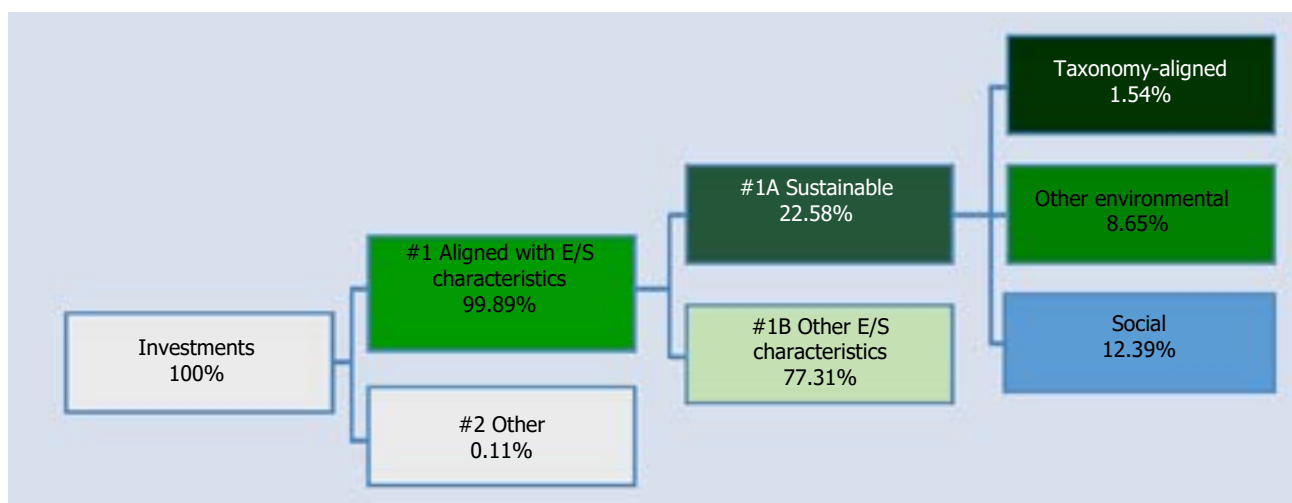 Investments
100%
#1 Aligned with E/S
characteristics
99.89%
#2 Other
0.11%
#1A Sustainable
22.58%
#1B Other E/S
characteristics
77.31%
Taxonomy-aligned
1.54%
Other environmental
8.65%
Social
12.39%